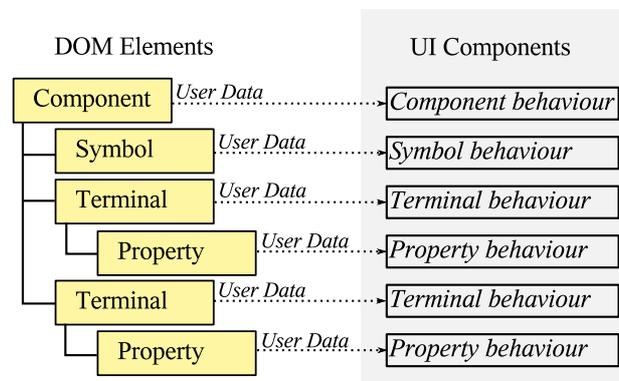 DOM Elements UI Components
Component User Data Component behaviour
Symbol User Data Symbol behaviour
Terminal User Data Terminal behaviour
Property User Data Property behaviour
Terminal User Data Terminal behaviour
Property User Data Property behaviour